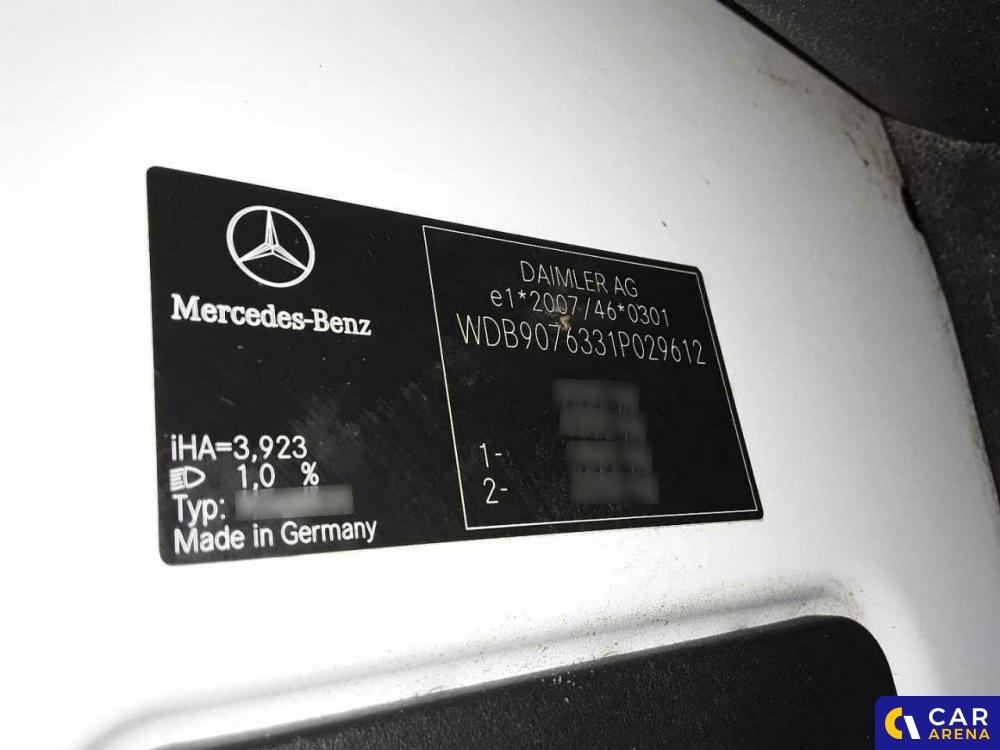 Mercedes-Benz
iHA=3,923
1,0 %
Typ:
Made in Germany
DAIMLER AG
e1*2007/46*0301
WDB9076331P029612
1-
2-
CAR
ARENA